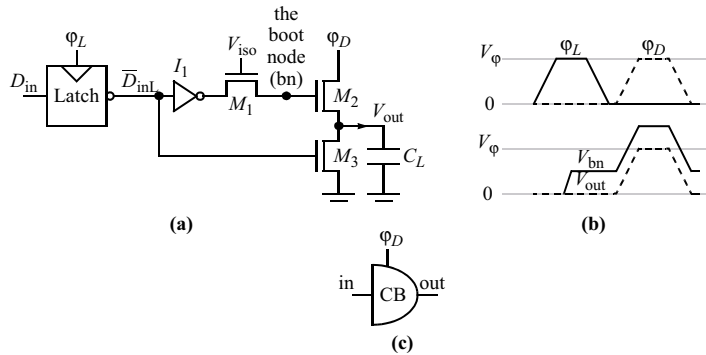 the
boot
node
(bn)
φL
Viso
φD
Din
D̅inL
I1
Latch
M1
M2
Vout
M3
CL
(a)
φL
φD
Vφ
0
Vφ
Vbn
Vout
0
(b)
φD
in
CB
out
(c)